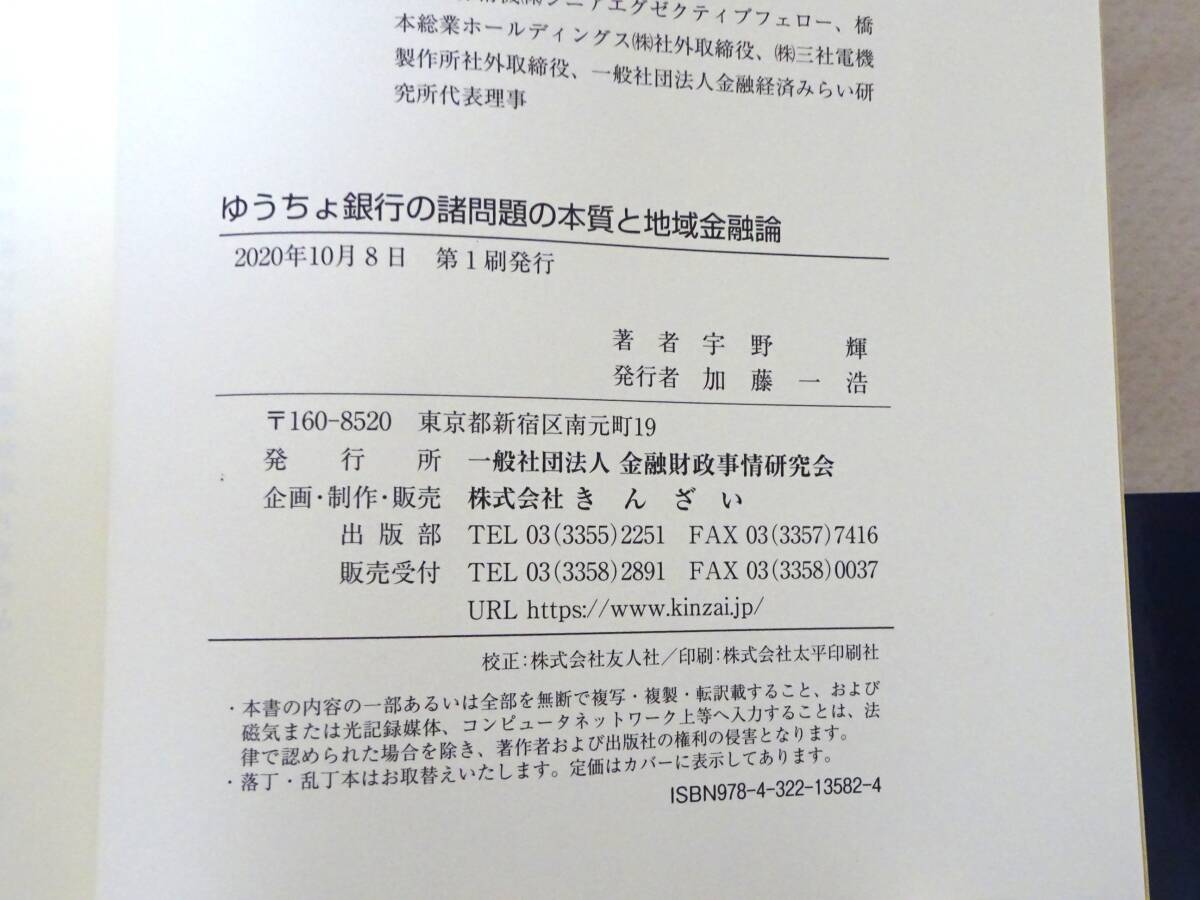 シーアエグゼクティブフェロー、橋
本総業ホールディングス㈱社外取締役、㈱三社電機
製作所社外取締役、一般社団法人金融経済みらい研
究所代表理事
ゆうちょ銀行の諸問題の本質と地域金融論
2020年10月8日 第1刷発行
著者 宇野 輝
発行者 加藤一浩
〒160-8520 東京都新宿区南元町19
発行所 一般社団法人 金融財政事情研究会
企画・制作・販売 株式会社きんざい
出版部 TEL 03(3355)2251 FAX 03(3357)7416
販売受付 TEL 03(3358)2891 FAX 03(3358)0037
URL https://www.kinzai.jp/
校正:株式会社友人社/印刷:株式会社太平印刷社
・本書の内容の一部あるいは全部を無断で複写・複製・転訳載すること、および
磁気または光記録媒体、コンピュータネットワーク上等へ入力することは、法
律で認められた場合を除き、著作者および出版社の権利の侵害となります。
・落丁・乱丁本はお取替えいたします。定価はカバーに表示してあります。
ISBN978-4-322-13582-4